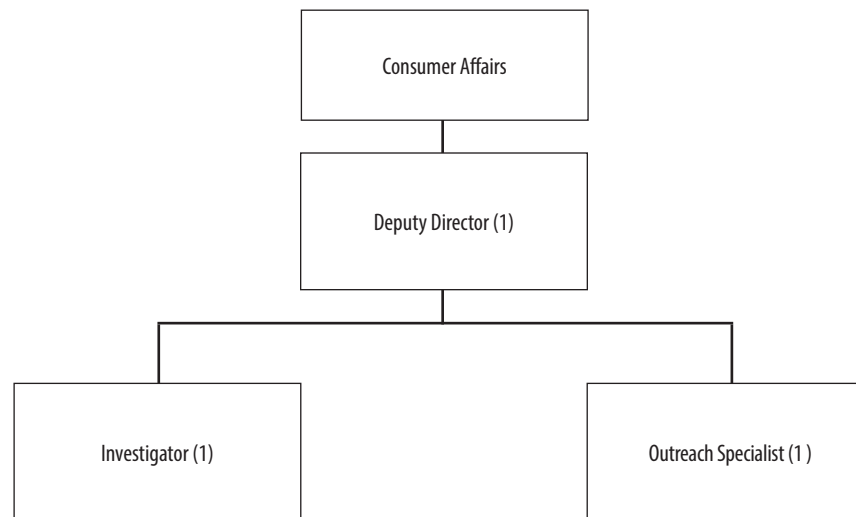 Consumer Affairs
Deputy Director (1)
Investigator (1)
Outreach Specialist (1 )